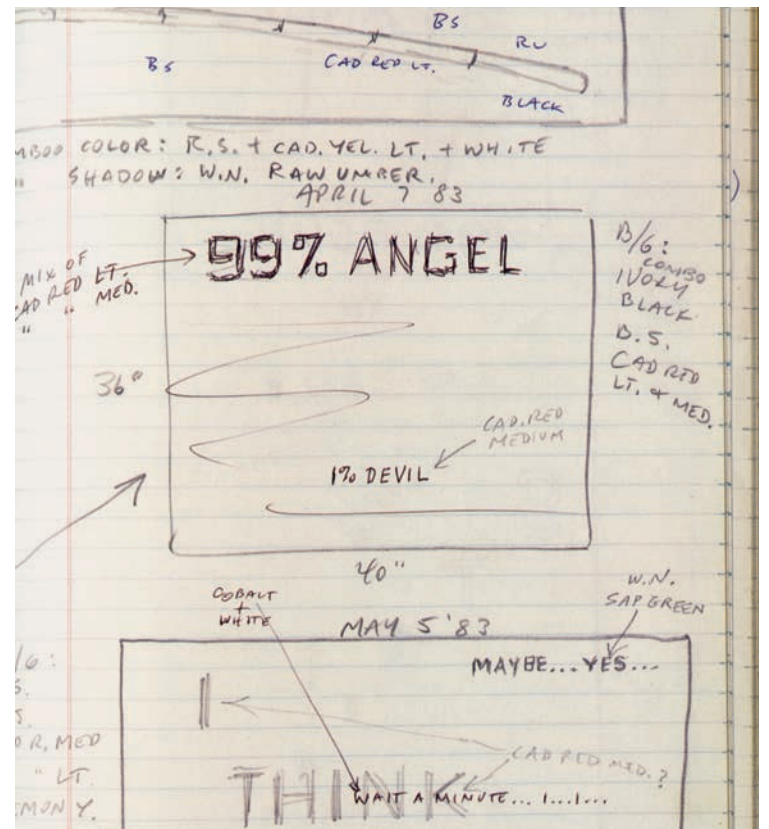 BS
RU
BS
CAD RED LT.
BLACK
COLOR: R.S. + CAD. YEL. LT. + WHITE
" SHADOW: W.N. RAW UMBER.
APRIL 7 83
99% ANGEL
MIX OF
CAD RED LT.
" " MED.
B/G:
COMBO
IVORY
BLACK
B.S.
CAD RED
LT. & MED.
36"
CAD. RED
MEDIUM
1% DEVIL
40"
COBALT
+
WHITE
W.N.
SAP GREEN
MAY 5 '83
MAYBE... YES...
/G:
S.
S.
R. MED
" LT.
Y.
I
CAD RED MED.?
THINK
WAIT A MINUTE... I...I...